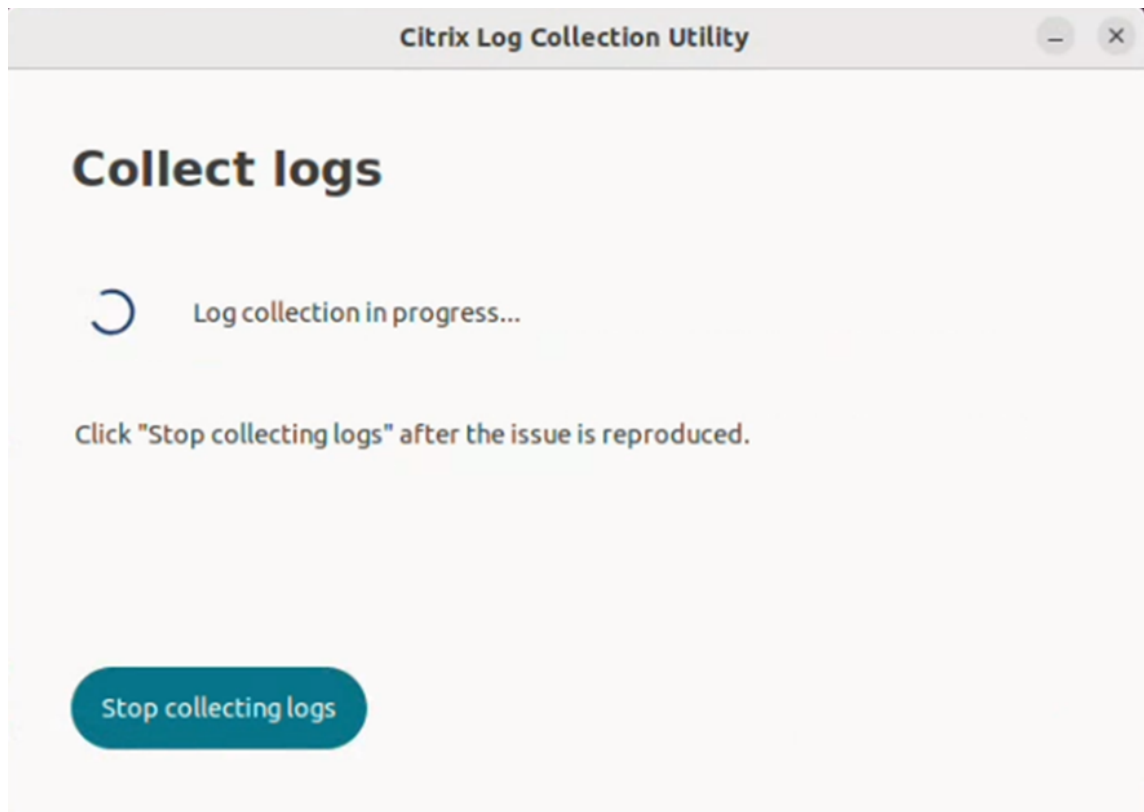 Citrix Log Collection Utility
Collect logs
Log collection in progress...
Click "Stop collecting logs" after the issue is reproduced.
Stop collecting logs